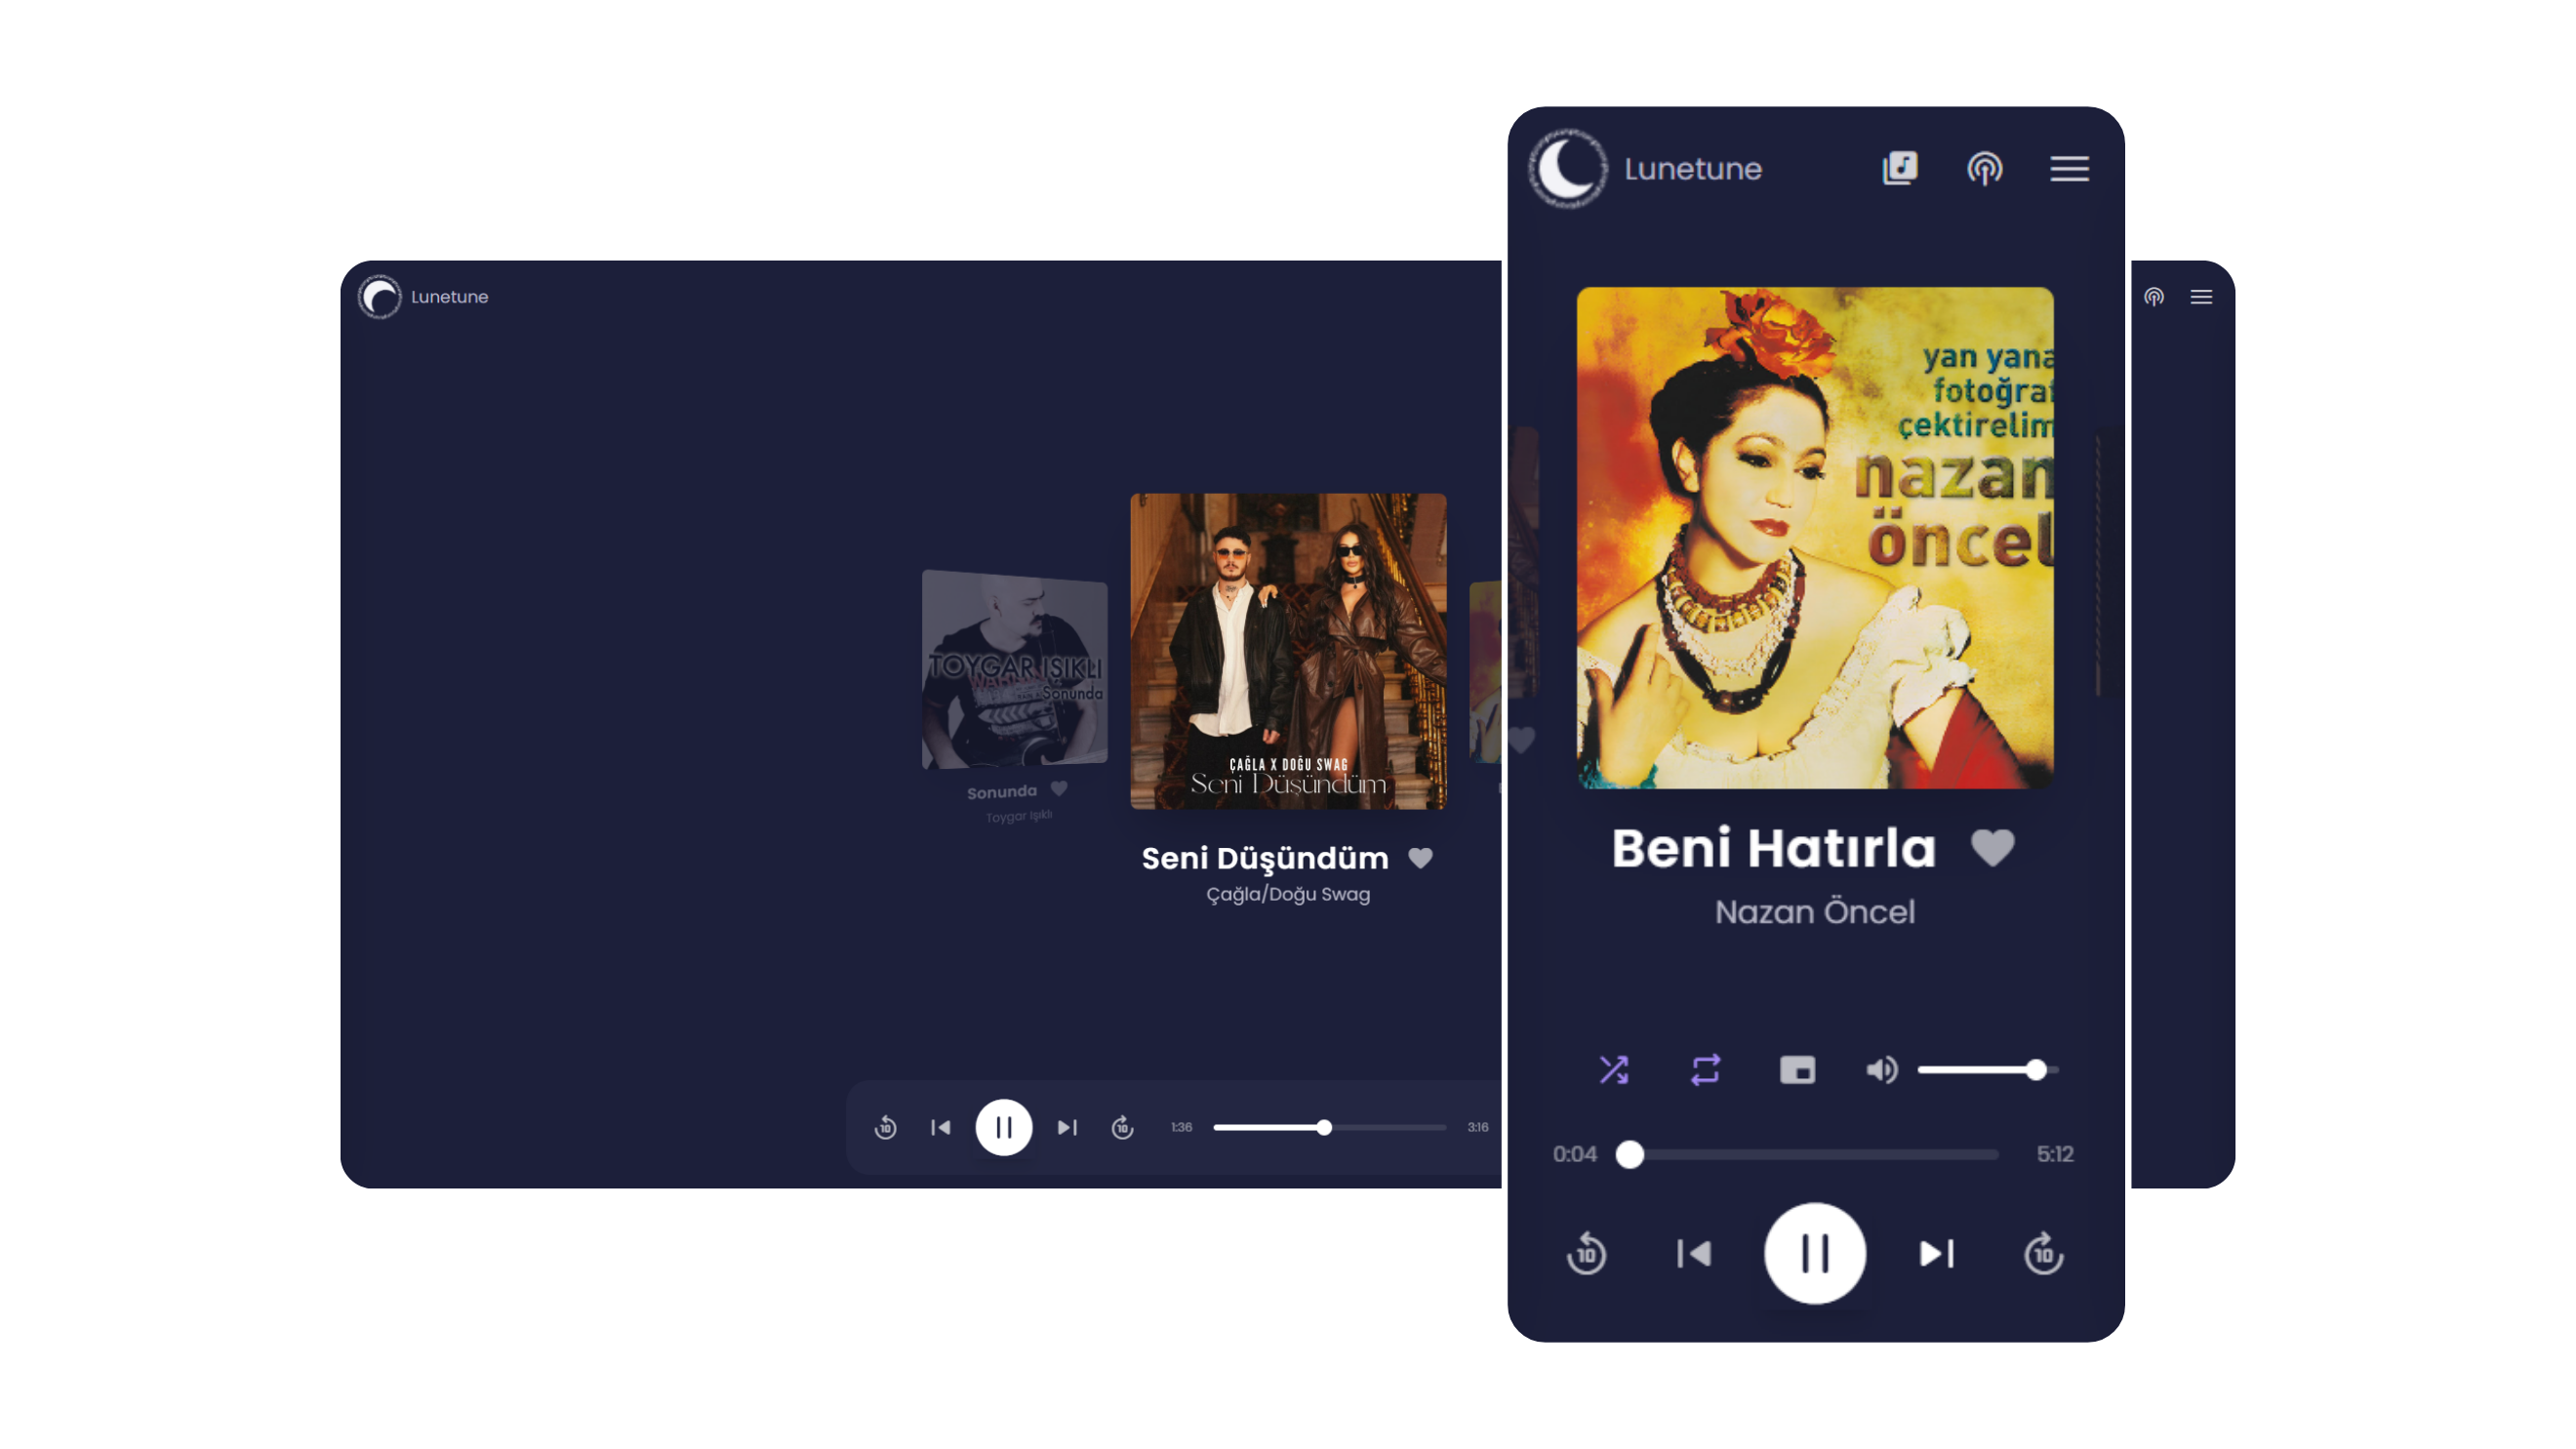 Lunetune
TOYGAR IŞIKLI
Sonunda
Sonunda
Toygar Işıklı
ÇAĞLA X DOĞU SWAG
Seni Düşündüm
Seni Düşündüm
Çağla/Doğu Swag
10
10
1:36
3:16
Lunetune
yan yana
fotoğraf
çektirelim
nazan
öncel
Beni Hatırla
Nazan Öncel
0:04
5:12
10
10